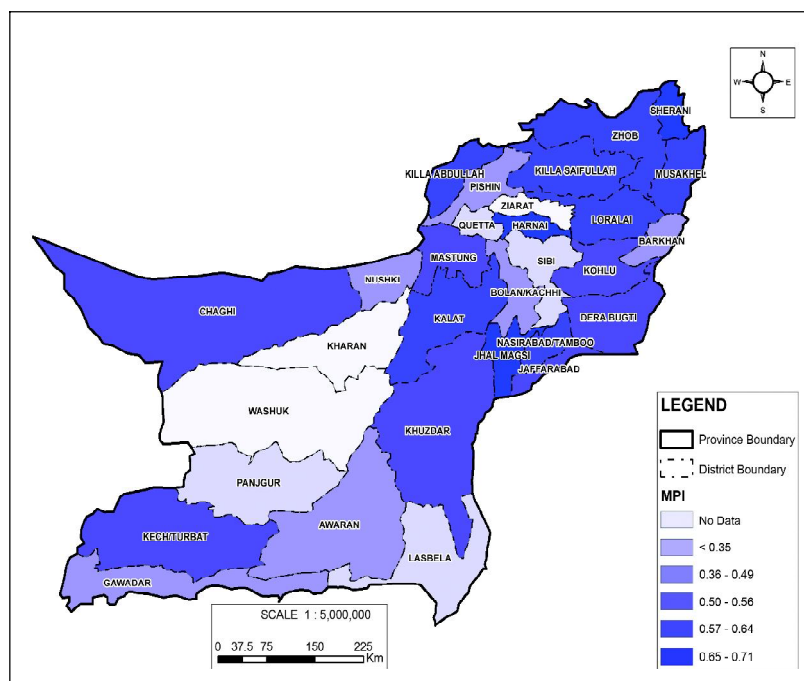 N
W E
S
SHERANI
ZHOB
KILLA ABDULLAH
KILLA SAIFULLAH
MUSAKHEL
PISHIN
ZIARAT
LORALAI
QUETTA
HARNAI
BARKHAN
MASTUNG
SIBI
KOHLU
NUSHKI
BOLAN/KACHHI
CHAGHI
KALAT
DERA BUGTI
KHARAN
NASIRABAD/TAMBOO
JHAL MAGSI
JAFFARABAD
WASHUK
KHUZDAR
PANJGUR
AWARAN
KECH/TURBAT
LASBELA
GAWADAR
SCALE 1 : 5,000,000
0 37.5 75 150 225
Km
LEGEND
Province Boundary
District Boundary
MPI
No Data
< 0.35
0.36 - 0.49
0.50 - 0.56
0.57 - 0.64
0.65 - 0.71